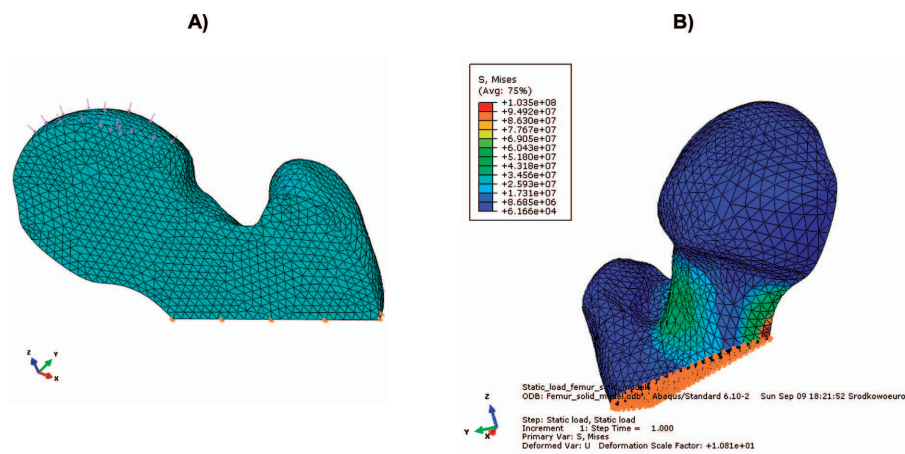 A)
B)
S, Mises
(Avg: 75%)
+1.035e+08
+9.492e+07
+8.630e+07
+7.767e+07
+6.905e+07
+6.043e+07
+5.180e+07
+4.318e+07
+3.456e+07
+2.593e+07
+1.731e+07
+8.685e+06
+6.166e+04
Z
Y
X
Static_load_femur_solid_model
ODB: Femur_solid_model.odb Abaqus/Standard 6.10-2 Sun Sep 09 18:21:52 Srodkowoeuro
Z
Y
X
Step: Static load, Static load
Increment 1: Step Time = 1.000
Primary Var: S, Mises
Deformed Var: U Deformation Scale Factor: +1.081e+01